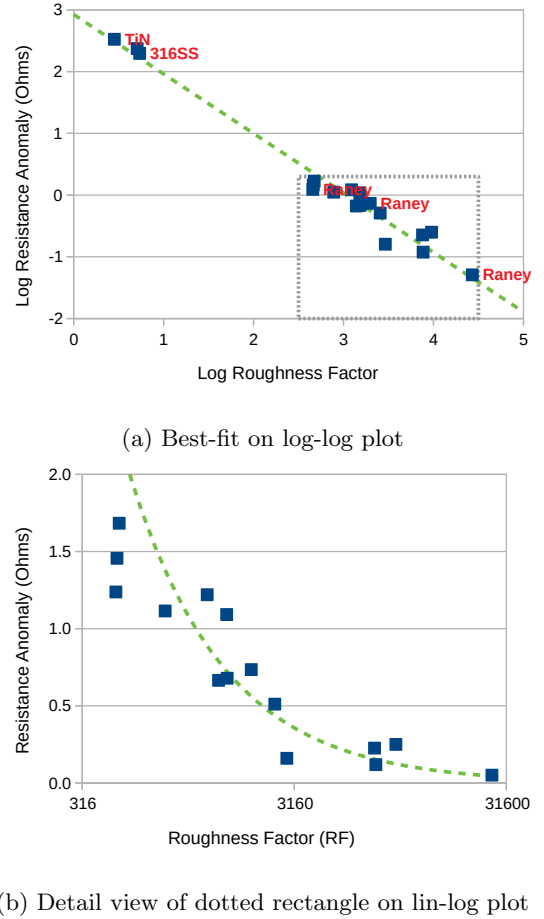 3
2
1
0
-1
-2
Log Resistance Anomaly (Ohms)
TiN
316SS
Raney
Raney
Raney
0
1
2
3
4
5
Log Roughness Factor
(a) Best-fit on log-log plot
2.0
1.5
1.0
0.5
0.0
Resistance Anomaly (Ohms)
316
3160
31600
Roughness Factor (RF)
(b) Detail view of dotted rectangle on lin-log plot